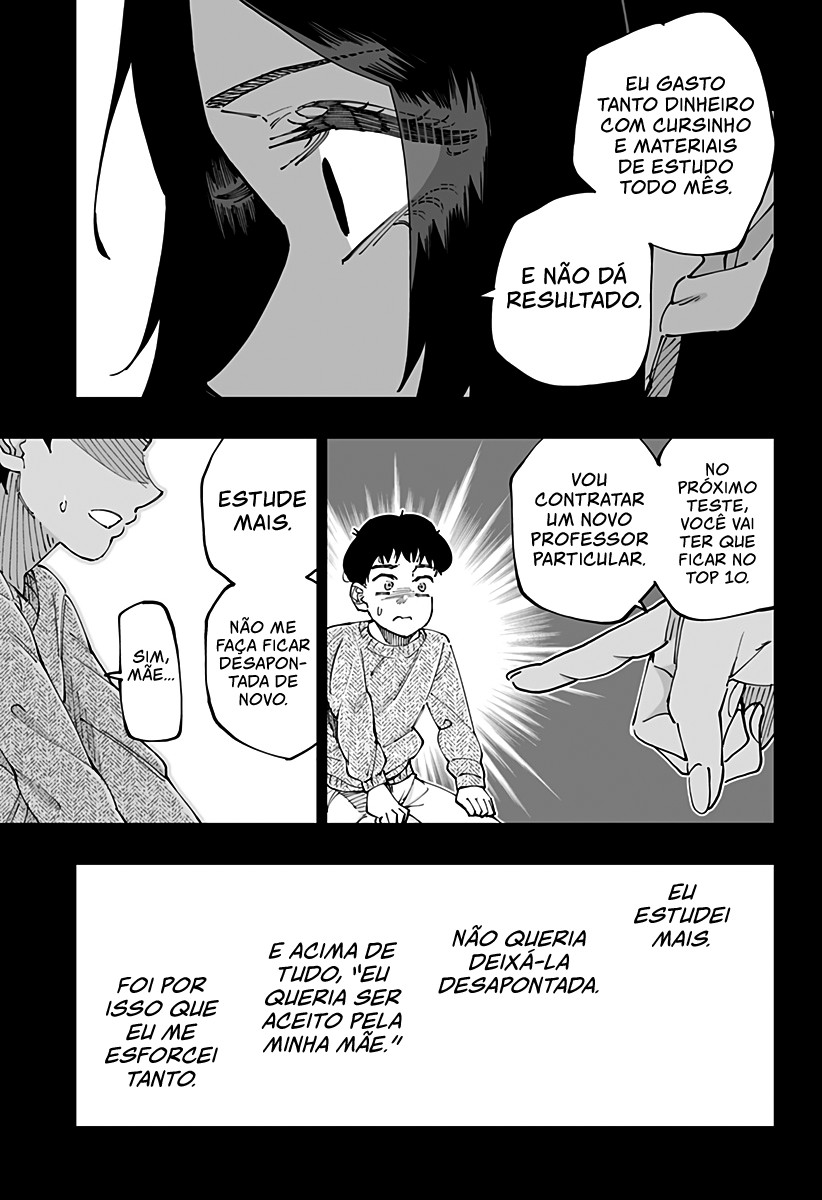 EU GASTO
TANTO DINHEIRO
COM CURSINHO
E MATERIAIS
DE ESTUDO
TODO MÊS.
E NÃO DÁ
RESULTADO.
NO
PRÓXIMO
TESTE,
VOCÊ VAI
TER QUE
FICAR NO
TOP 10.
VOU
CONTRATAR
UM NOVO
PROFESSOR
PARTICULAR.
ESTUDE
MAIS.
NÃO ME
FAÇA FICAR
DESAPON-
TADA DE
NOVO.
SIM,
MÃE...
EU
ESTUDEI
MAIS.
NÃO QUERIA
DEIXÁ-LA
DESAPONTADA.
E ACIMA DE
TUDO, "EU
QUERIA SER
ACEITO PELA
MINHA MÃE."
FOI POR
ISSO QUE
EU ME
ESFORCEI
TANTO.